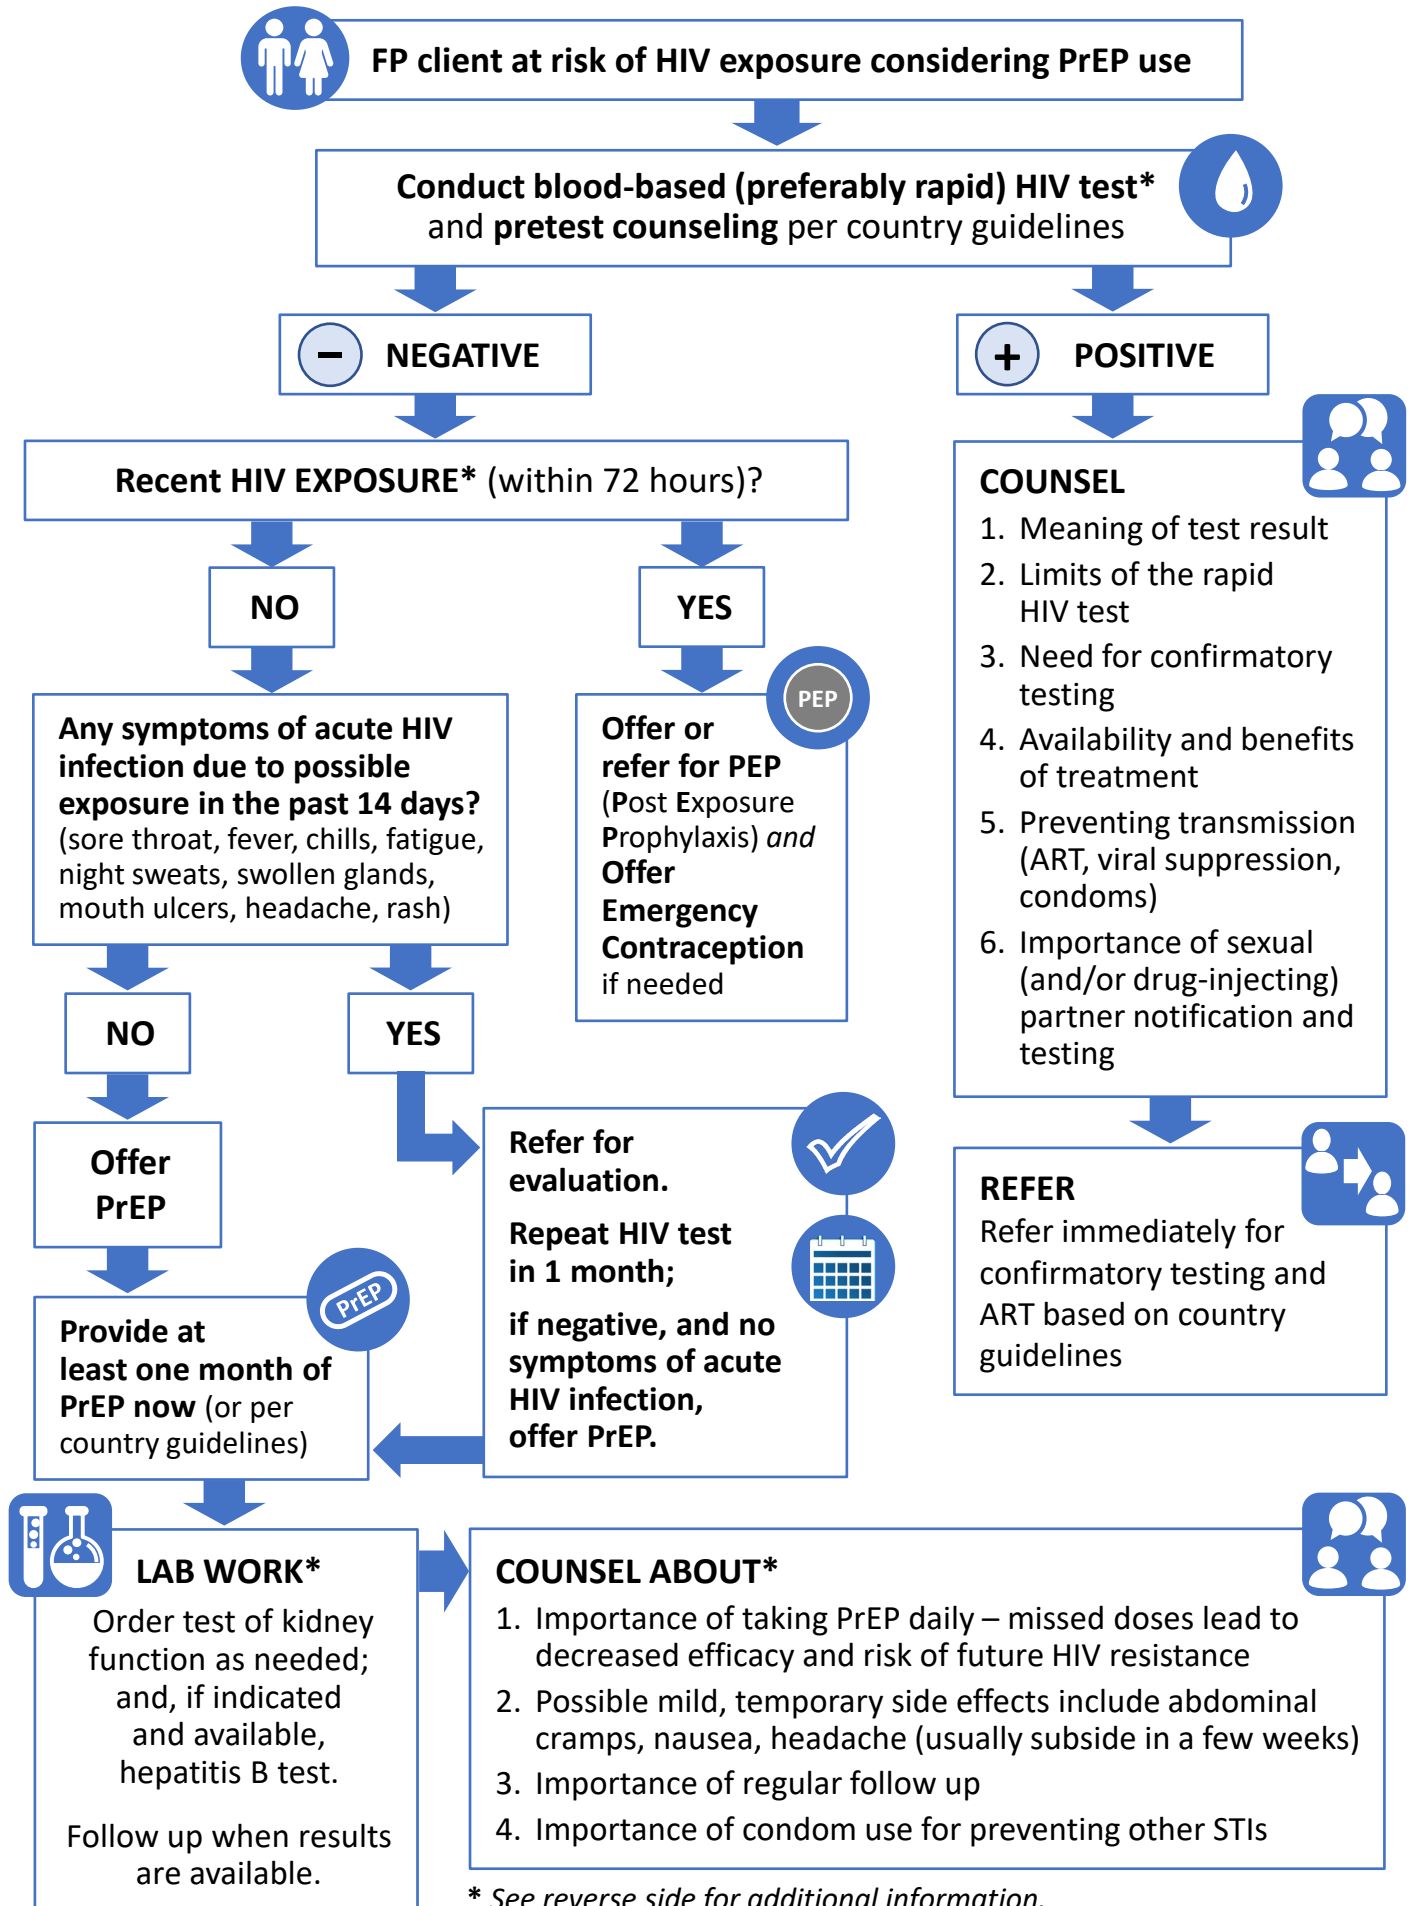 FP client at risk of HIV exposure considering PrEP use
Conduct blood-based (preferably rapid) HIV test*
and pretest counseling per country guidelines
– NEGATIVE
+ POSITIVE
Recent HIV EXPOSURE* (within 72 hours)?
NO
YES
Any symptoms of acute HIV
infection due to possible
exposure in the past 14 days?
(sore throat, fever, chills, fatigue,
night sweats, swollen glands,
mouth ulcers, headache, rash)
PEP
Offer or
refer for PEP
(Post Exposure
Prophylaxis) and
Offer
Emergency
Contraception
if needed
NO
YES
Offer
PrEP
PrEP
Provide at
least one month of
PrEP now (or per
country guidelines)
Refer for
evaluation.
Repeat HIV test
in 1 month;
if negative, and no
symptoms of acute
HIV infection,
offer PrEP.
COUNSEL
1. Meaning of test result
2. Limits of the rapid
HIV test
3. Need for confirmatory
testing
4. Availability and benefits
of treatment
5. Preventing transmission
(ART, viral suppression,
condoms)
6. Importance of sexual
(and/or drug-injecting)
partner notification and
testing
REFER
Refer immediately for
confirmatory testing and
ART based on country
guidelines
LAB WORK*
Order test of kidney
function as needed;
and, if indicated
and available,
hepatitis B test.
Follow up when results
are available.
COUNSEL ABOUT*
1. Importance of taking PrEP daily – missed doses lead to
decreased efficacy and risk of future HIV resistance
2. Possible mild, temporary side effects include abdominal
cramps, nausea, headache (usually subside in a few weeks)
3. Importance of regular follow up
4. Importance of condom use for preventing other STIs
* See reverse side for additional information.